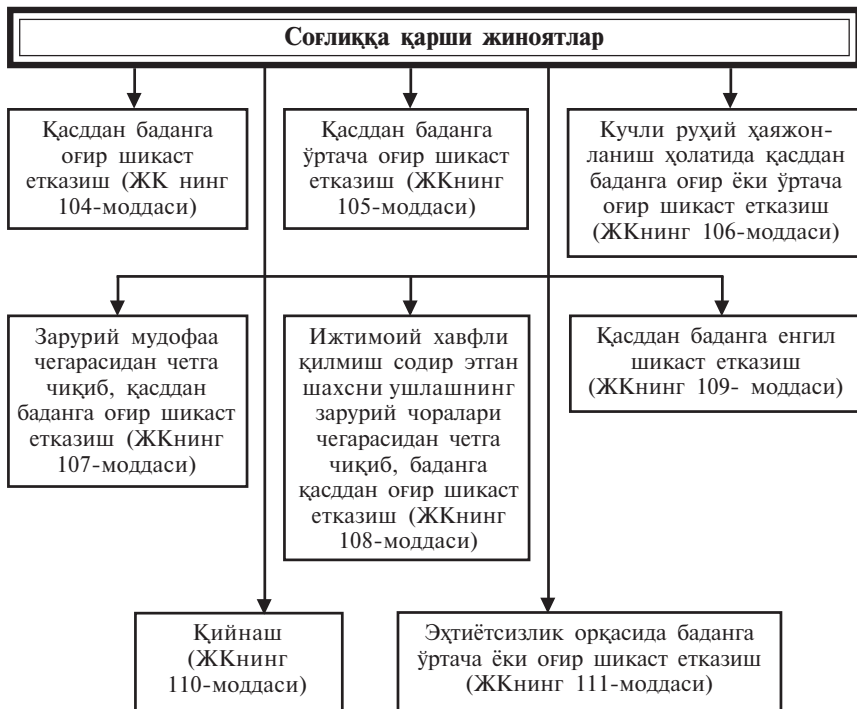 Соғлиққа қарши жиноятлар
Қасддан баданга
оғир шикаст
етказиш (ЖК нинг
104-моддаси)
Қасддан баданга
ўртача оғир шикаст
етказиш (ЖКнинг
105-моддаси)
Кучли руҳий ҳаяжон-
ланиш ҳолатида қасддан
баданга оғир ёки ўртача
оғир шикаст етказиш
(ЖКнинг 106-моддаси)
Зарурий мудофаа
чегарасидан четга
чиқиб, қасддан
баданга оғир шикаст
етказиш (ЖКнинг
107-моддаси)
Ижтимоий хавфли
қилмиш содир этган
шахсни ушлашнинг
зарурий чоралари
чегарасидан четга
чиқиб, баданга
қасддан оғир шикаст
етказиш (ЖКнинг
108-моддаси)
Қасддан баданга енгил
шикаст етказиш
(ЖКнинг 109- моддаси)
Қийнаш
(ЖКнинг
110-моддаси)
Эҳтиётсизлик орқасида баданга
ўртача ёки оғир шикаст етказиш
(ЖКнинг 111-моддаси)